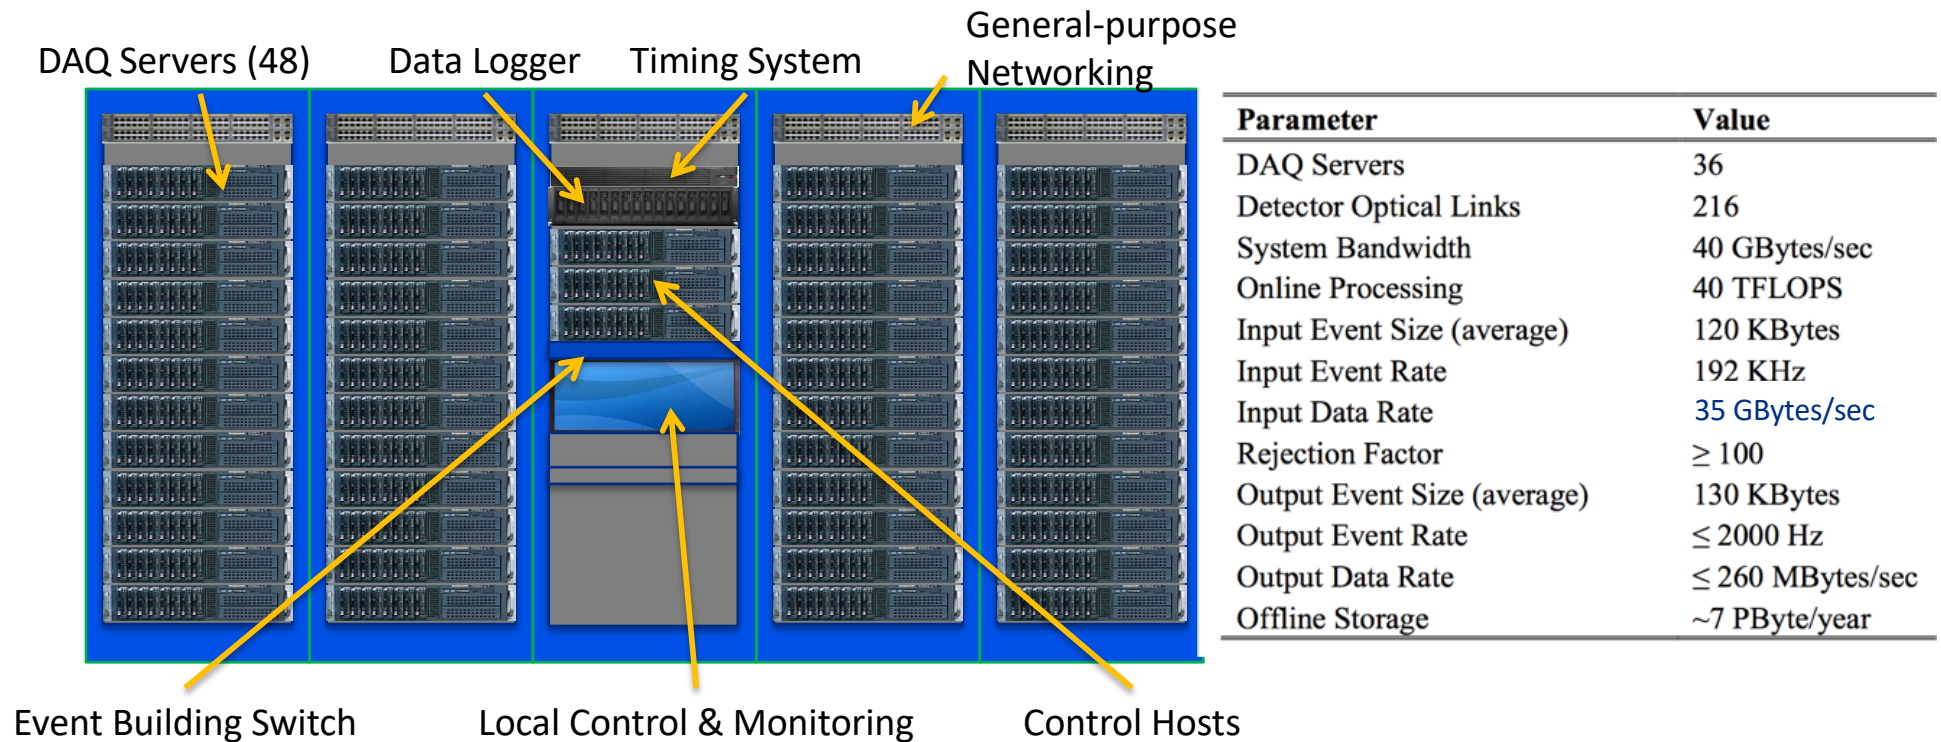 General-purpose
Networking
DAQ Servers (48)
Data Logger
Timing System
Parameter Value
DAQ Servers 36
Detector Optical Links 216
System Bandwidth 40 GBytes/sec
Online Processing 40 TFLOPS
Input Event Size (average) 120 KBytes
Input Event Rate 192 KHz
Input Data Rate 35 GBytes/sec
Rejection Factor ≥ 100
Output Event Size (average) 130 KBytes
Output Event Rate ≤ 2000 Hz
Output Data Rate ≤ 260 MBytes/sec
Offline Storage ~7 PByte/year
Event Building Switch
Local Control & Monitoring
Control Hosts